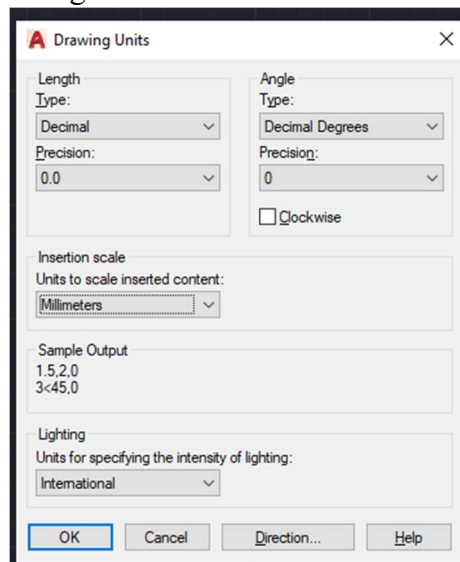 Drawing Units
Length
Type:
Decimal
Precision:
0.0
Angle
Type:
Decimal Degrees
Precision:
0
Clockwise
Insertion scale
Units to scale inserted content:
Millimeters
Sample Output
1.5,2,0
3<45,0
Lighting
Units for specifying the intensity of lighting:
International
OK Cancel Direction... Help